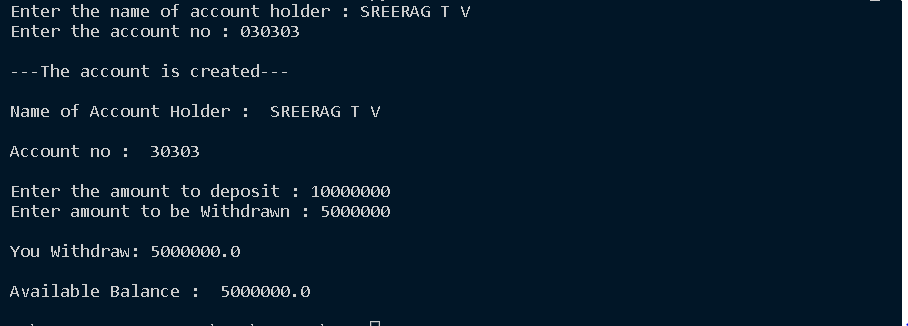 Enter the name of account holder : SREERAG T V
Enter the account no : 030303
---The account is created---
Name of Account Holder :  SREERAG T V
Account no :  30303
Enter the amount to deposit : 10000000
Enter amount to be Withdrawn : 5000000
You Withdraw: 5000000.0
Available Balance :  5000000.0